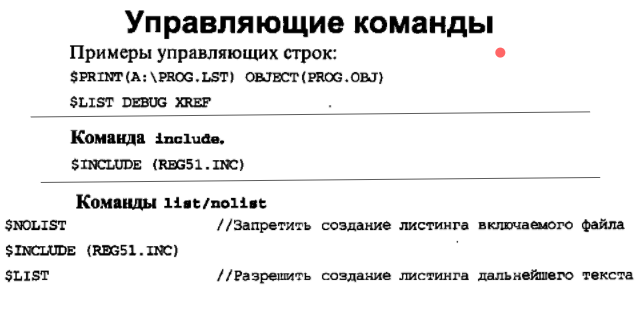 Управляющие команды
Примеры управляющих строк:
$PRINT(A:\PROG.LST) OBJECT(PROG.OBJ)
$LIST DEBUG XREF
Команда include.
$INCLUDE (REG51.INC)
Команды list/nolist
$NOLIST //Запретить создание листинга включаемого файла
$INCLUDE (REG51.INC)
$LIST //Разрешить создание листинга дальнейшего текста